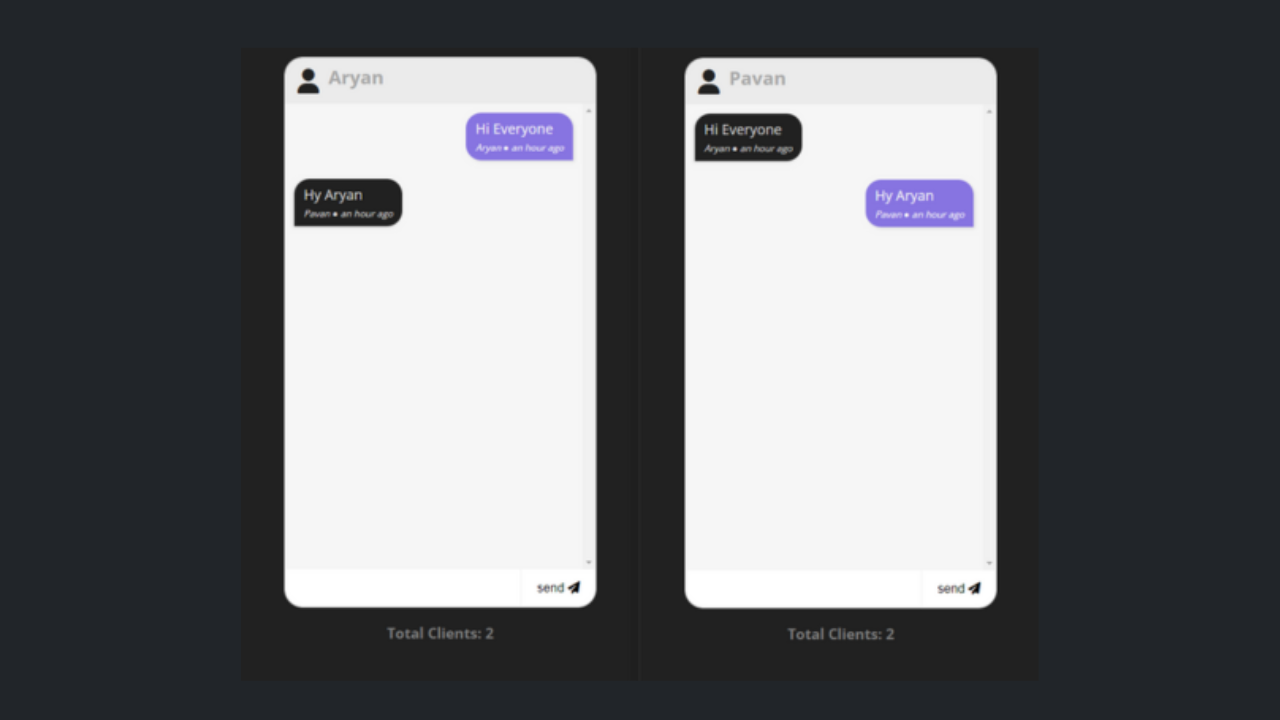 Aryan
Hi Everyone
Aryan • an hour ago
Hy Aryan
Pavan • an hour ago
send
Total Clients: 2
Pavan
Hi Everyone
Aryan • an hour ago
Hy Aryan
Pavan • an hour ago
send
Total Clients: 2